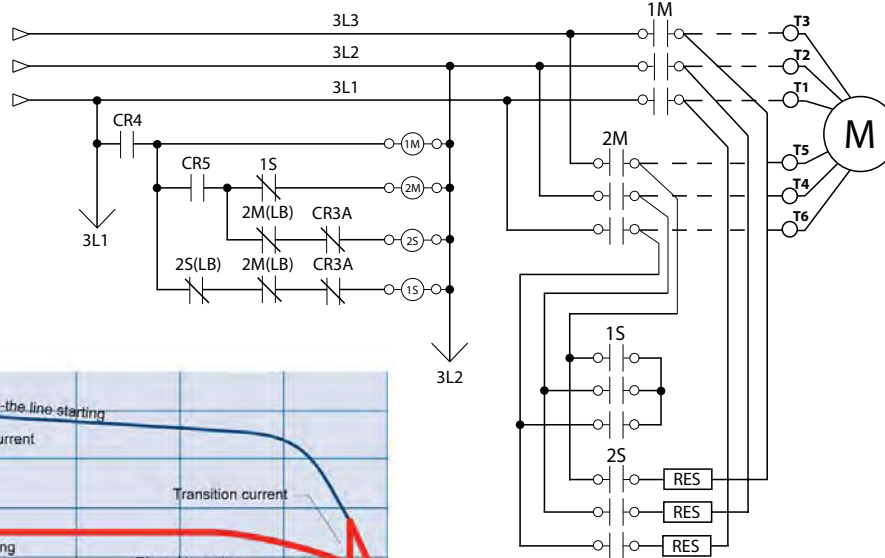 3L3
3L2
3L1
1M
T3
T2
T1
M
T5
T4
T6
2M
CR4
1M
CR5
1S
2M
2M(LB)
CR3A
2S
2S(LB)
2M(LB)
CR3A
1S
3L1
3L2
1S
2S
RES
RES
RES
-the line starting
Transition current